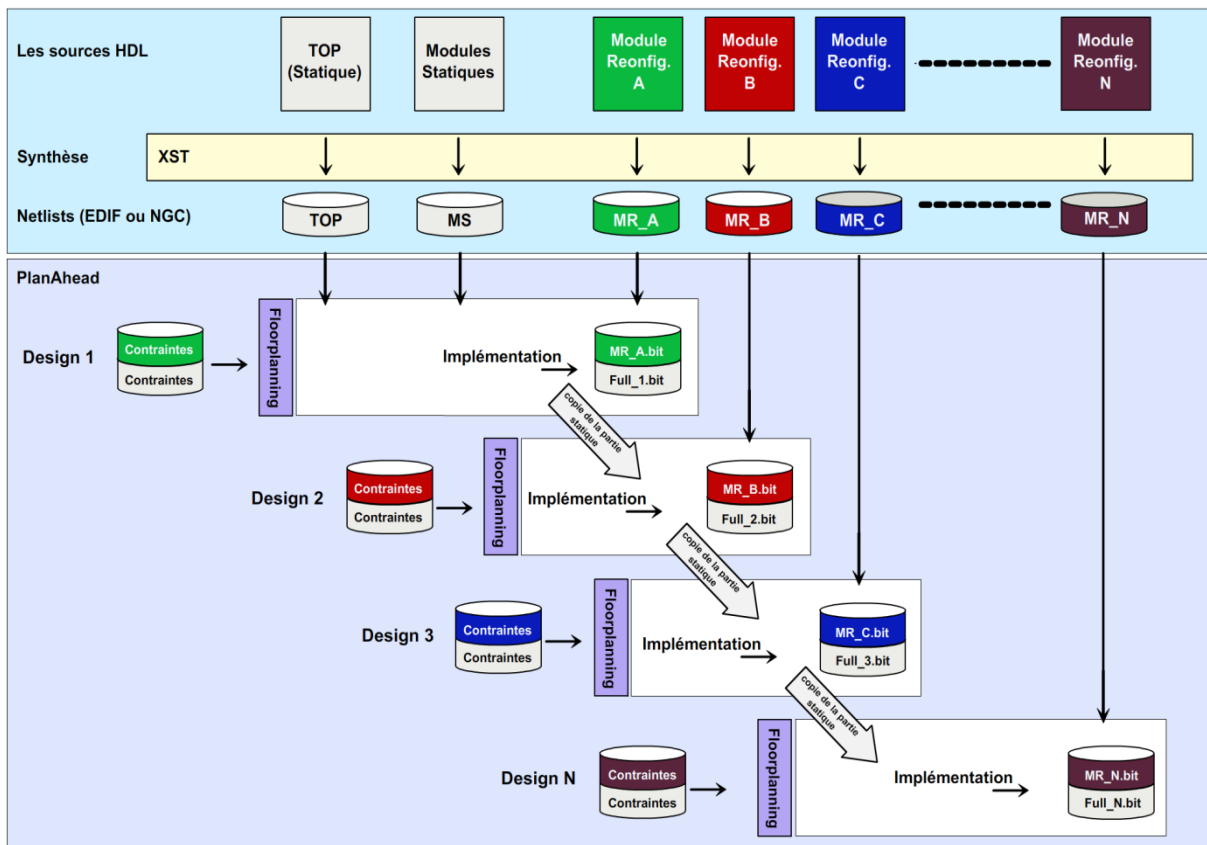 Les sources HDL
TOP
(Statique)
Modules
Statiques
Module
Reonfig.
A
Module
Reonfig.
B
Module
Reonfig.
C
Module
Reonfig.
N
Synthèse
XST
Netlists (EDIF ou NGC)
TOP
MS
MR_A
MR_B
MR_C
MR_N
PlanAhead
Design 1
Contraintes
Contraintes
Floorplanning
Implémentation
MR_A.bit
Full_1.bit
copie de la partie
statique
Design 2
Contraintes
Contraintes
Floorplanning
Implémentation
MR_B.bit
Full_2.bit
copie de la partie
statique
Design 3
Contraintes
Contraintes
Floorplanning
Implémentation
MR_C.bit
Full_3.bit
copie de la partie
statique
Design N
Contraintes
Contraintes
Floorplanning
Implémentation
MR_N.bit
Full_N.bit